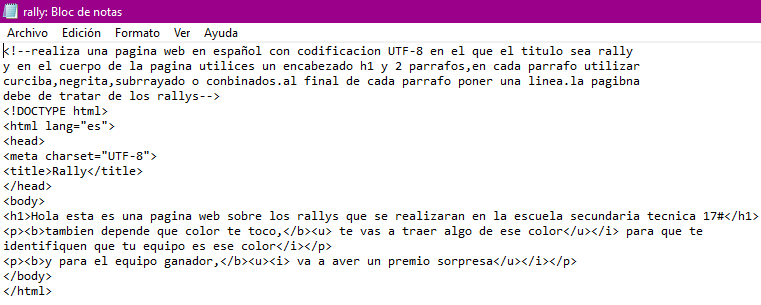 rally: Bloc de notas
Archivo Edición Formato Ver Ayuda
<!--realiza una pagina web en español con codificacion UTF-8 en el que el titulo sea rally
y en el cuerpo de la pagina utilices un encabezado h1 y 2 parrafos,en cada parrafo utilizar
curciba,negrita,subrrayado o conbinados.al final de cada parrafo poner una linea.la pagibna
debe de tratar de los rallys-->
<!DOCTYPE html>
<html lang="es">
<head>
<meta charset="UTF-8">
<title>Rally</title>
</head>
<body>
<h1>Hola esta es una pagina web sobre los rallys que se realizaran en la escuela secundaria tecnica 17#</h1>
<p><b>tambien depende que color te toco,</b><u> te vas a traer algo de ese color</u></i> para que te
identifiquen que tu equipo es ese color</i></p>
<p><b>y para el equipo ganador,</b><u><i> va a aver un premio sorpresa</u></i></p>
</body>
</html>